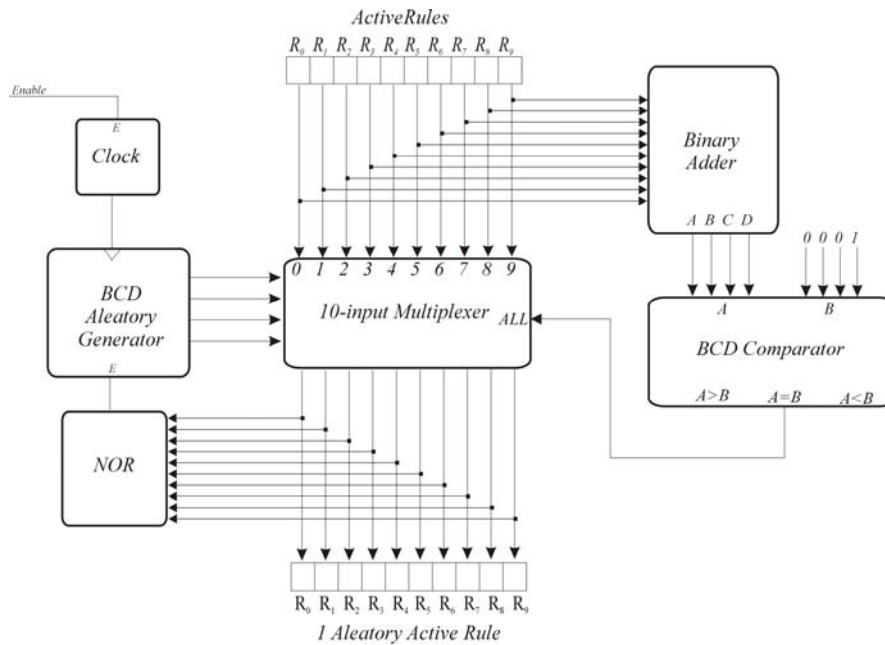 ActiveRules
R₀ R₁ R₂ R₃ R₄ R₅ R₆ R₇ R₈ R₉
Enable
E
Clock
Binary
Adder
A B C D
0 0 0 1
0 1 2 3 4 5 6 7 8 9
BCD
Aleatory
Generator
E
10-input Multiplexer
ALL
A B
BCD Comparator
A>B A=B A<B
NOR
R₀ R₁ R₂ R₃ R₄ R₅ R₆ R₇ R₈ R₉
1 Aleatory Active Rule